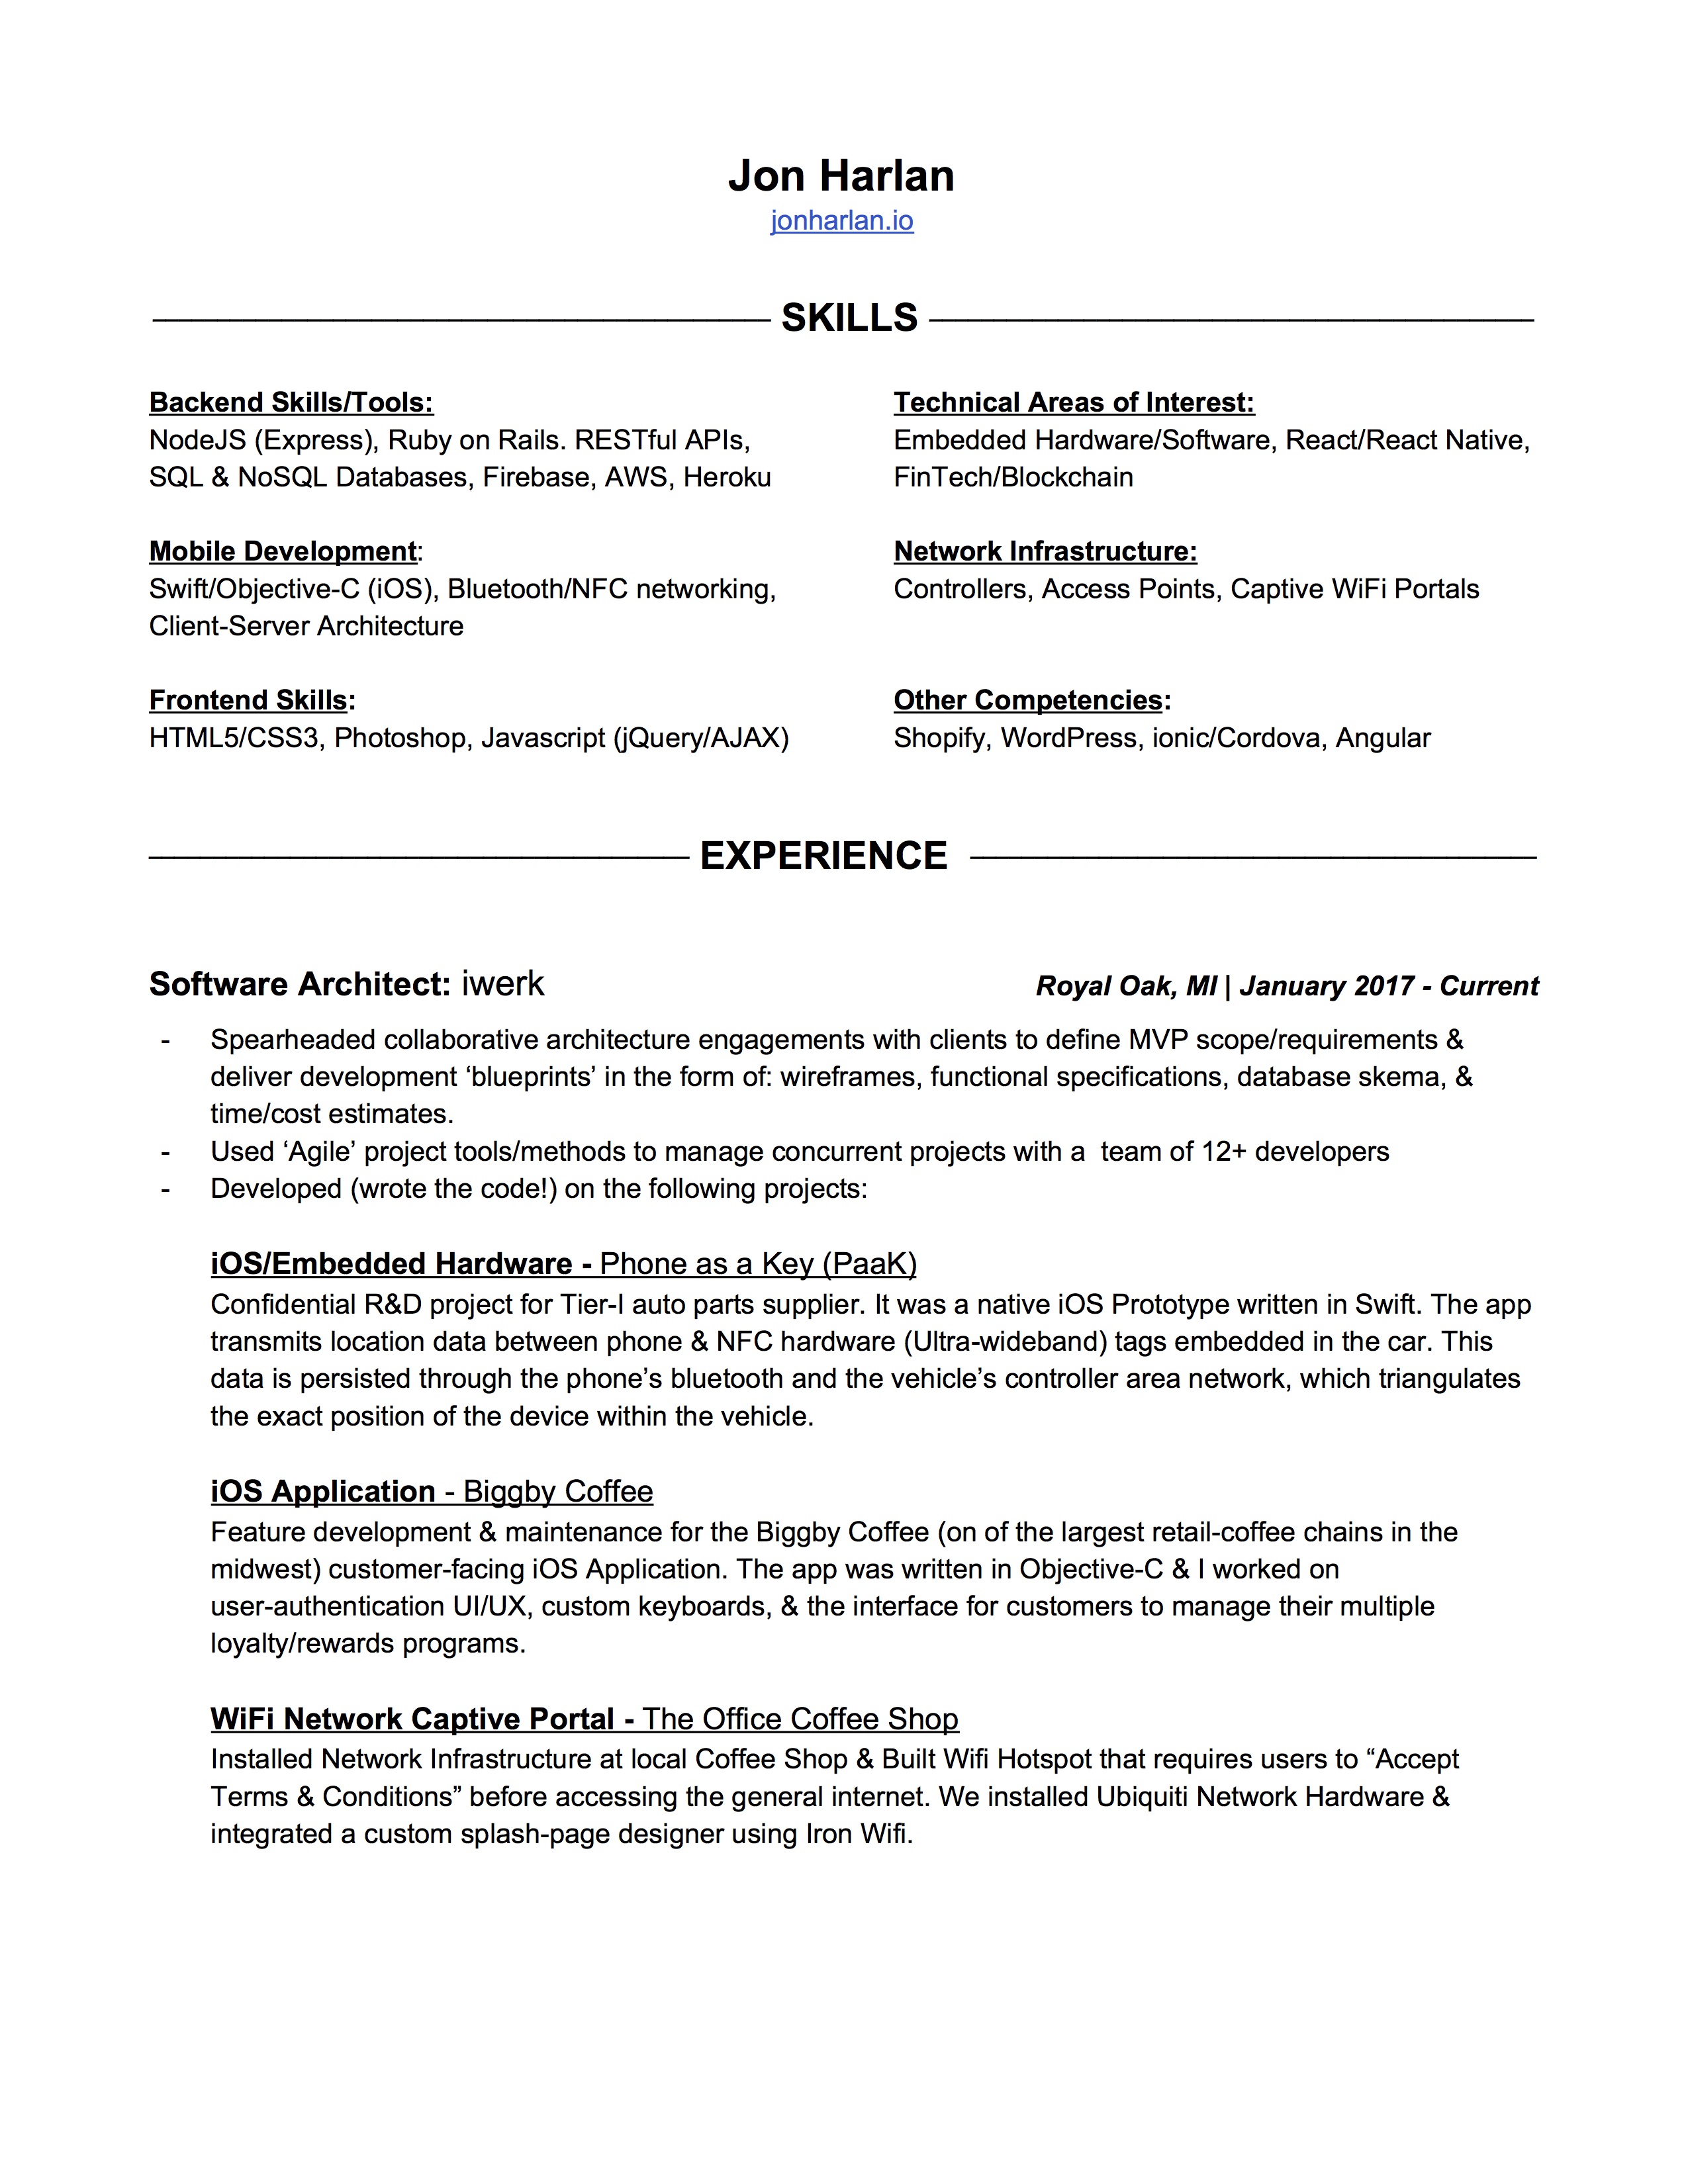 Jon Harlan
jonharlan.io
SKILLS
Backend Skills/Tools:
NodeJS (Express), Ruby on Rails. RESTful APIs,
SQL & NoSQL Databases, Firebase, AWS, Heroku
Technical Areas of Interest:
Embedded Hardware/Software, React/React Native,
FinTech/Blockchain
Mobile Development:
Swift/Objective-C (iOS), Bluetooth/NFC networking,
Client-Server Architecture
Network Infrastructure:
Controllers, Access Points, Captive WiFi Portals
Frontend Skills:
HTML5/CSS3, Photoshop, Javascript (jQuery/AJAX)
Other Competencies:
Shopify, WordPress, ionic/Cordova, Angular
EXPERIENCE
Software Architect: iwerk Royal Oak, MI | January 2017 - Current
- Spearheaded collaborative architecture engagements with clients to define MVP scope/requirements &
deliver development ‘blueprints’ in the form of: wireframes, functional specifications, database skema, &
time/cost estimates.
- Used ‘Agile’ project tools/methods to manage concurrent projects with a  team of 12+ developers
- Developed (wrote the code!) on the following projects:
iOS/Embedded Hardware - Phone as a Key (PaaK)
Confidential R&D project for Tier-I auto parts supplier. It was a native iOS Prototype written in Swift. The app
transmits location data between phone & NFC hardware (Ultra-wideband) tags embedded in the car. This
data is persisted through the phone’s bluetooth and the vehicle’s controller area network, which triangulates
the exact position of the device within the vehicle.
iOS Application - Biggby Coffee
Feature development & maintenance for the Biggby Coffee (on of the largest retail-coffee chains in the
midwest) customer-facing iOS Application. The app was written in Objective-C & I worked on
user-authentication UI/UX, custom keyboards, & the interface for customers to manage their multiple
loyalty/rewards programs.
WiFi Network Captive Portal - The Office Coffee Shop
Installed Network Infrastructure at local Coffee Shop & Built Wifi Hotspot that requires users to “Accept
Terms & Conditions” before accessing the general internet. We installed Ubiquiti Network Hardware &
integrated a custom splash-page designer using Iron Wifi.